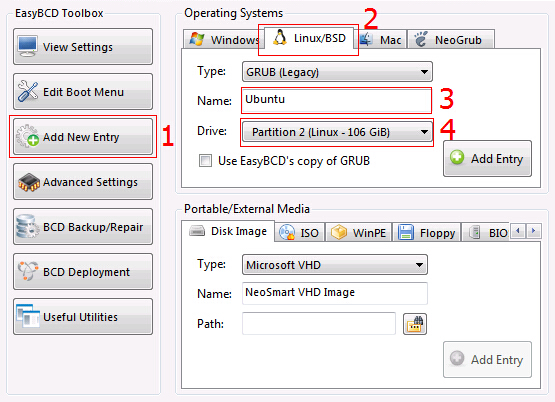 EasyBCD Toolbox
View Settings
Edit Boot Menu
Add New Entry
1
Advanced Settings
BCD Backup/Repair
BCD Deployment
Useful Utilities
Operating Systems
2
Windows Linux/BSD Mac NeoGrub
Type: GRUB (Legacy)
Name: Ubuntu 3
Drive: Partition 2 (Linux - 106 GiB) 4
Use EasyBCD's copy of GRUB
Add Entry
Portable/External Media
Disk Image ISO WinPE Floppy BIO
Type: Microsoft VHD
Name: NeoSmart VHD Image
Path:
Add Entry